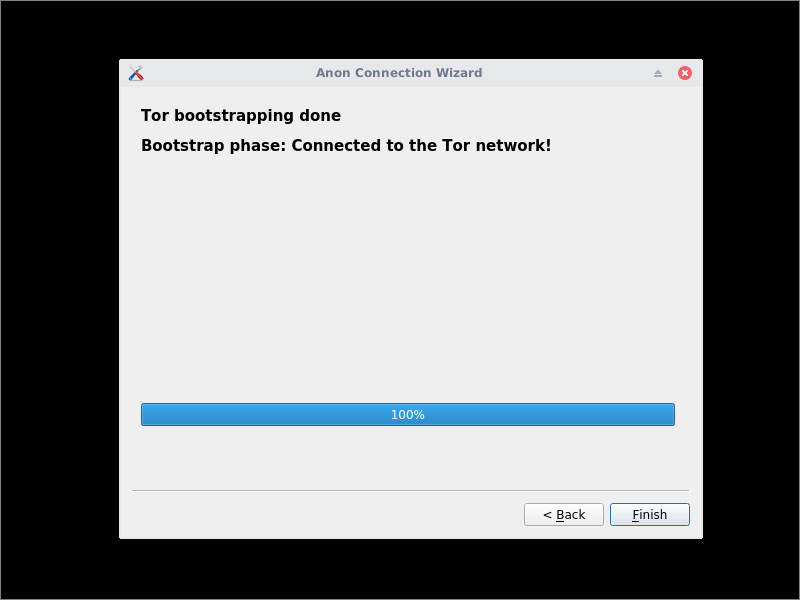 Anon Connection Wizard
Tor bootstrapping done
Bootstrap phase: Connected to the Tor network!
100%
< Back
Finish